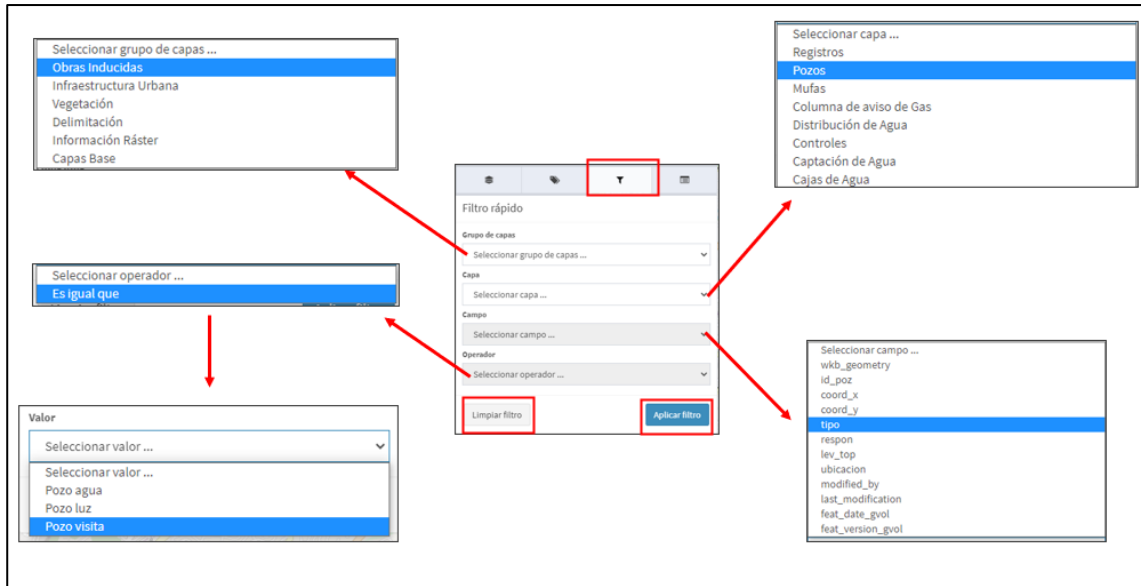 Seleccionar grupo de capas ...
Obras Inducidas
Infraestructura Urbana
Vegetación
Delimitación
Información Ráster
Capas Base
Seleccionar capa ...
Registros
Pozos
Mufas
Columna de aviso de Gas
Distribución de Agua
Controles
Captación de Agua
Cajas de Agua
Filtro rápido
Grupo de capas
Seleccionar grupo de capas ...
Capa
Seleccionar capa ...
Campo
Seleccionar campo ...
Operador
Seleccionar operador ...
Limpiar filtro
Aplicar filtro
Seleccionar operador ...
Es igual que
Valor
Seleccionar valor ...
Seleccionar valor ...
Pozo agua
Pozo luz
Pozo visita
Seleccionar campo ...
wkb_geometry
id_poz
coord_x
coord_y
tipo
respon
lev_top
ubicacion
modified_by
last_modification
feat_date_gvol
feat_version_gvol